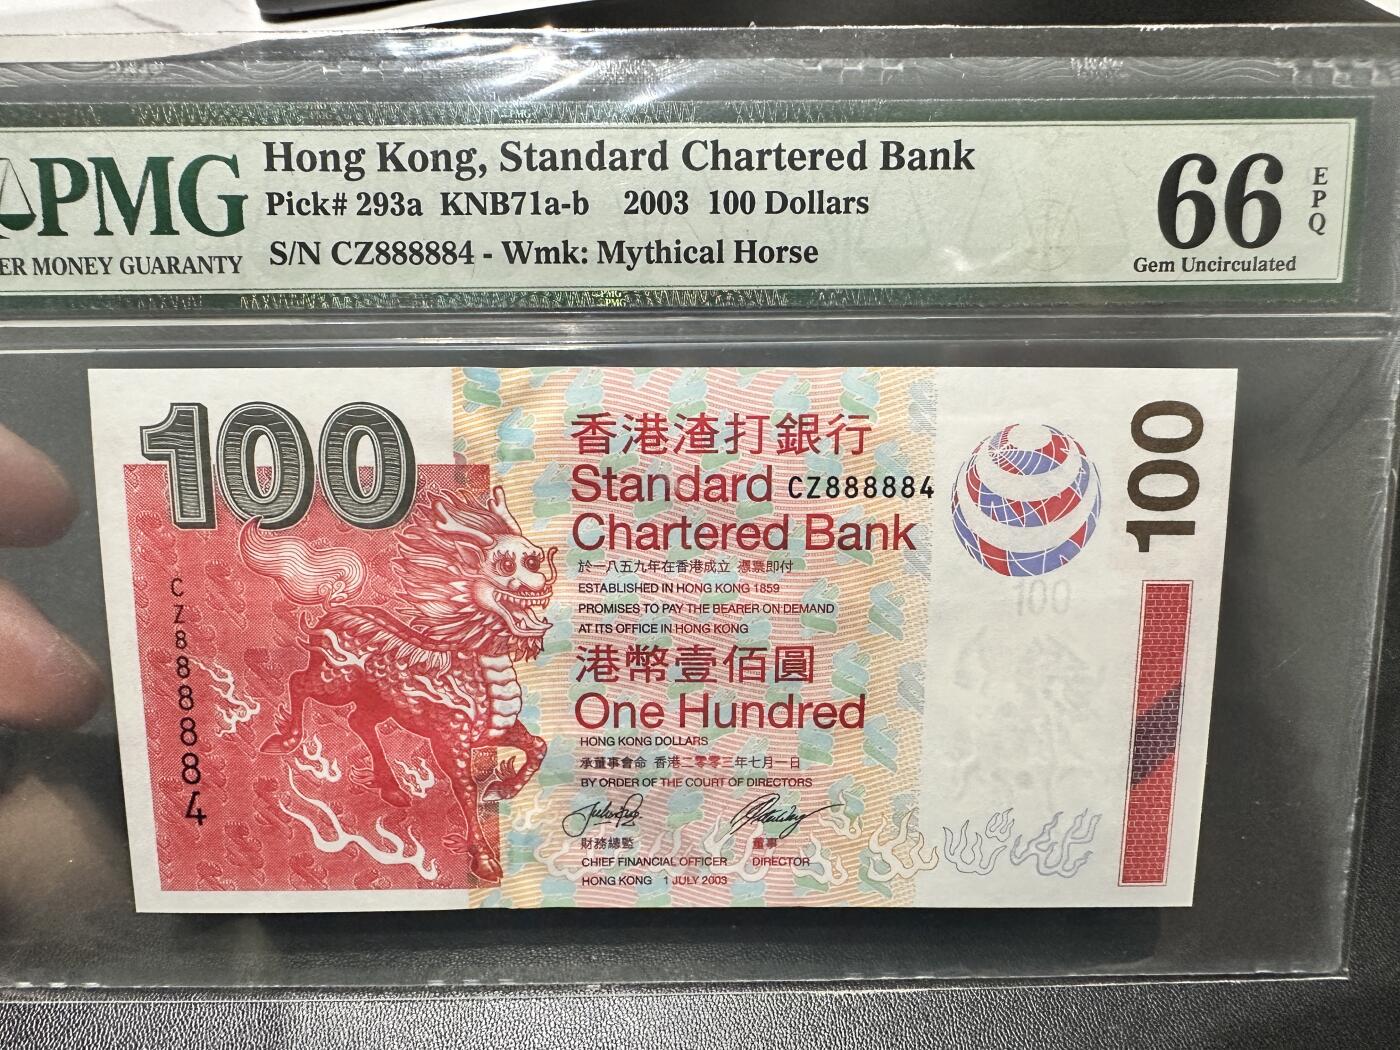 PMG
ER MONEY GUARANTY
Hong Kong, Standard Chartered Bank
Pick# 293a KNB71a-b 2003 100 Dollars
S/N CZ888884 - Wmk: Mythical Horse
66
EPQ
Gem Uncirculated
100
香港渣打銀行
Standard CZ888884
Chartered Bank
於一八五九年在香港成立 憑票即付
ESTABLISHED IN HONG KONG 1859
PROMISES TO PAY THE BEARER ON DEMAND
AT ITS OFFICE IN HONG KONG
港幣壹佰圓
One Hundred
HONG KONG DOLLARS
承董事會命 香港二零零三年七月一日
BY ORDER OF THE COURT OF DIRECTORS
財務總監 董事
CHIEF FINANCIAL OFFICER DIRECTOR
HONG KONG 1 JULY 2003
CZ888884
100
100